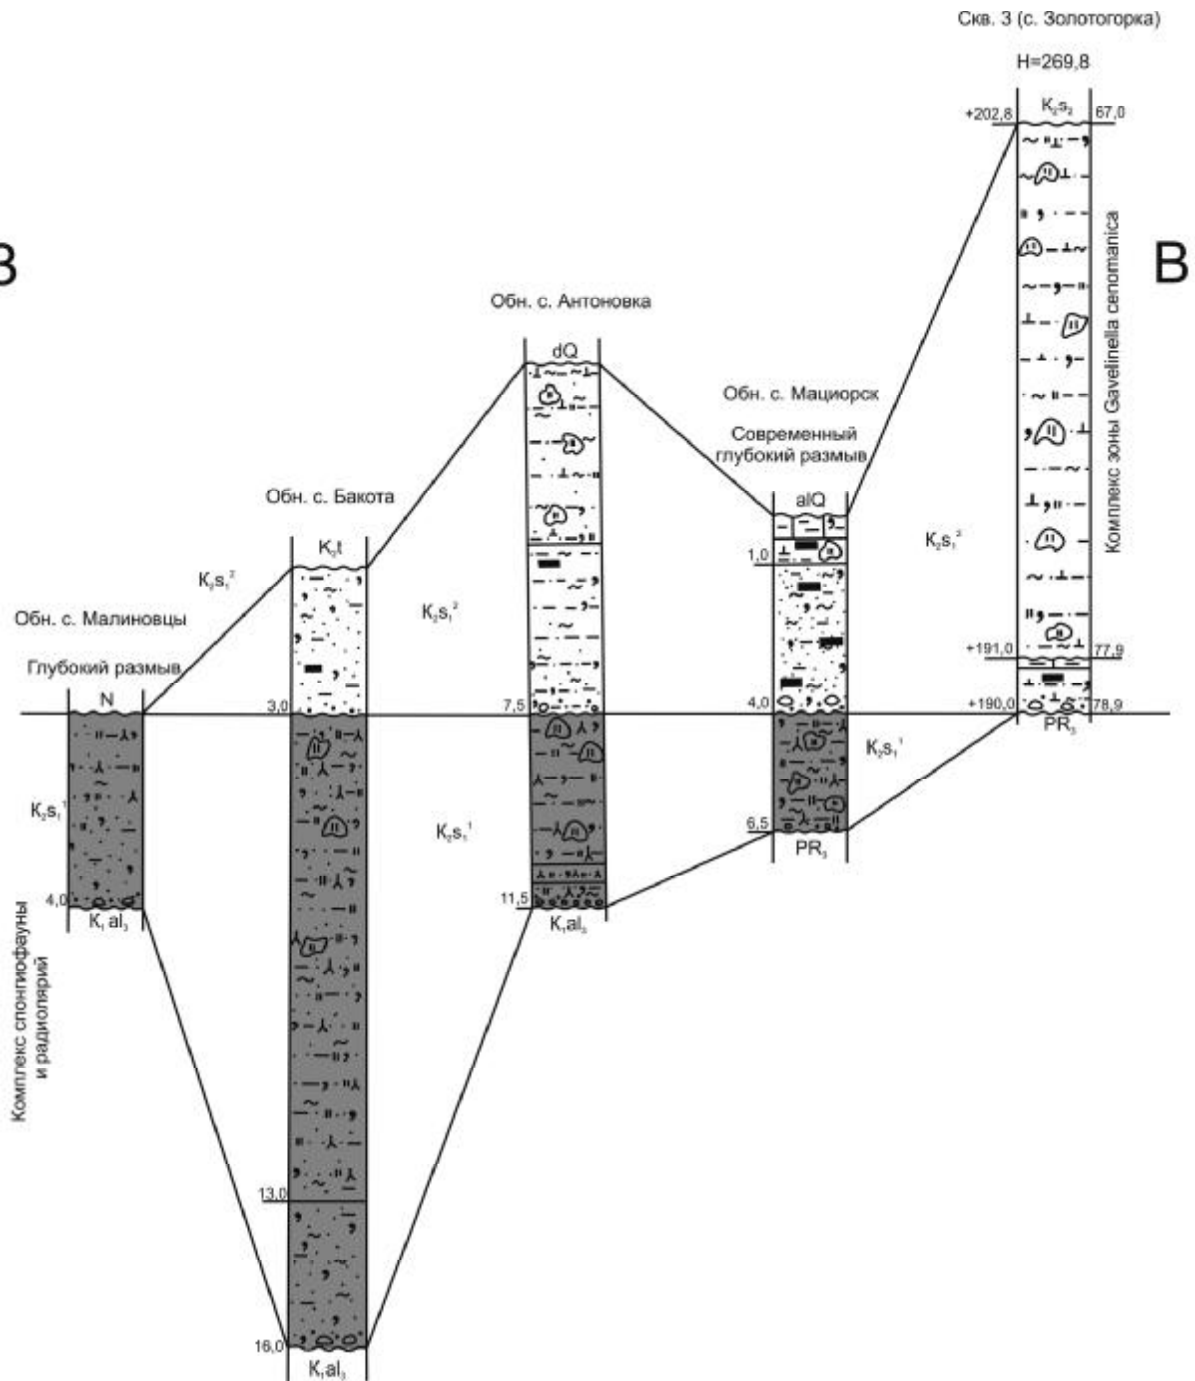 Скв. 3 (с. Золотогорка)
H=269,8
K₂s₂
+202,8
67,0
З
В
Обн. с. Антоновка
dQ
Обн. с. Мациорск
Современный
глубокий размыв
alQ
1,0
Обн. с. Бакота
K₂t
K₂s₁²
K₂s₁²
K₂s₁²
Комплекс зоны Gavelinella cenomanica
Обн. с. Малиновцы
Глубокий размыв
N
3,0
7,5
4,0
+191,0
77,9
+190,0
78,9
PR₃
K₂s₁¹
K₂s₁¹
K₂s₁¹
6,5
PR₃
4,0
K₁al₃
11,5
K₁al₃
Комплекс спонгиофауны
и радиолярий
13,0
16,0
K₁al₃